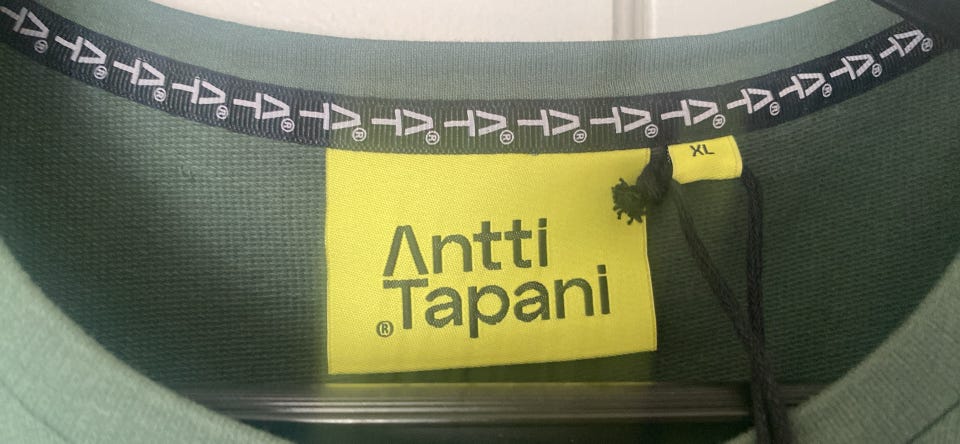 Antti
® Tapani
XL